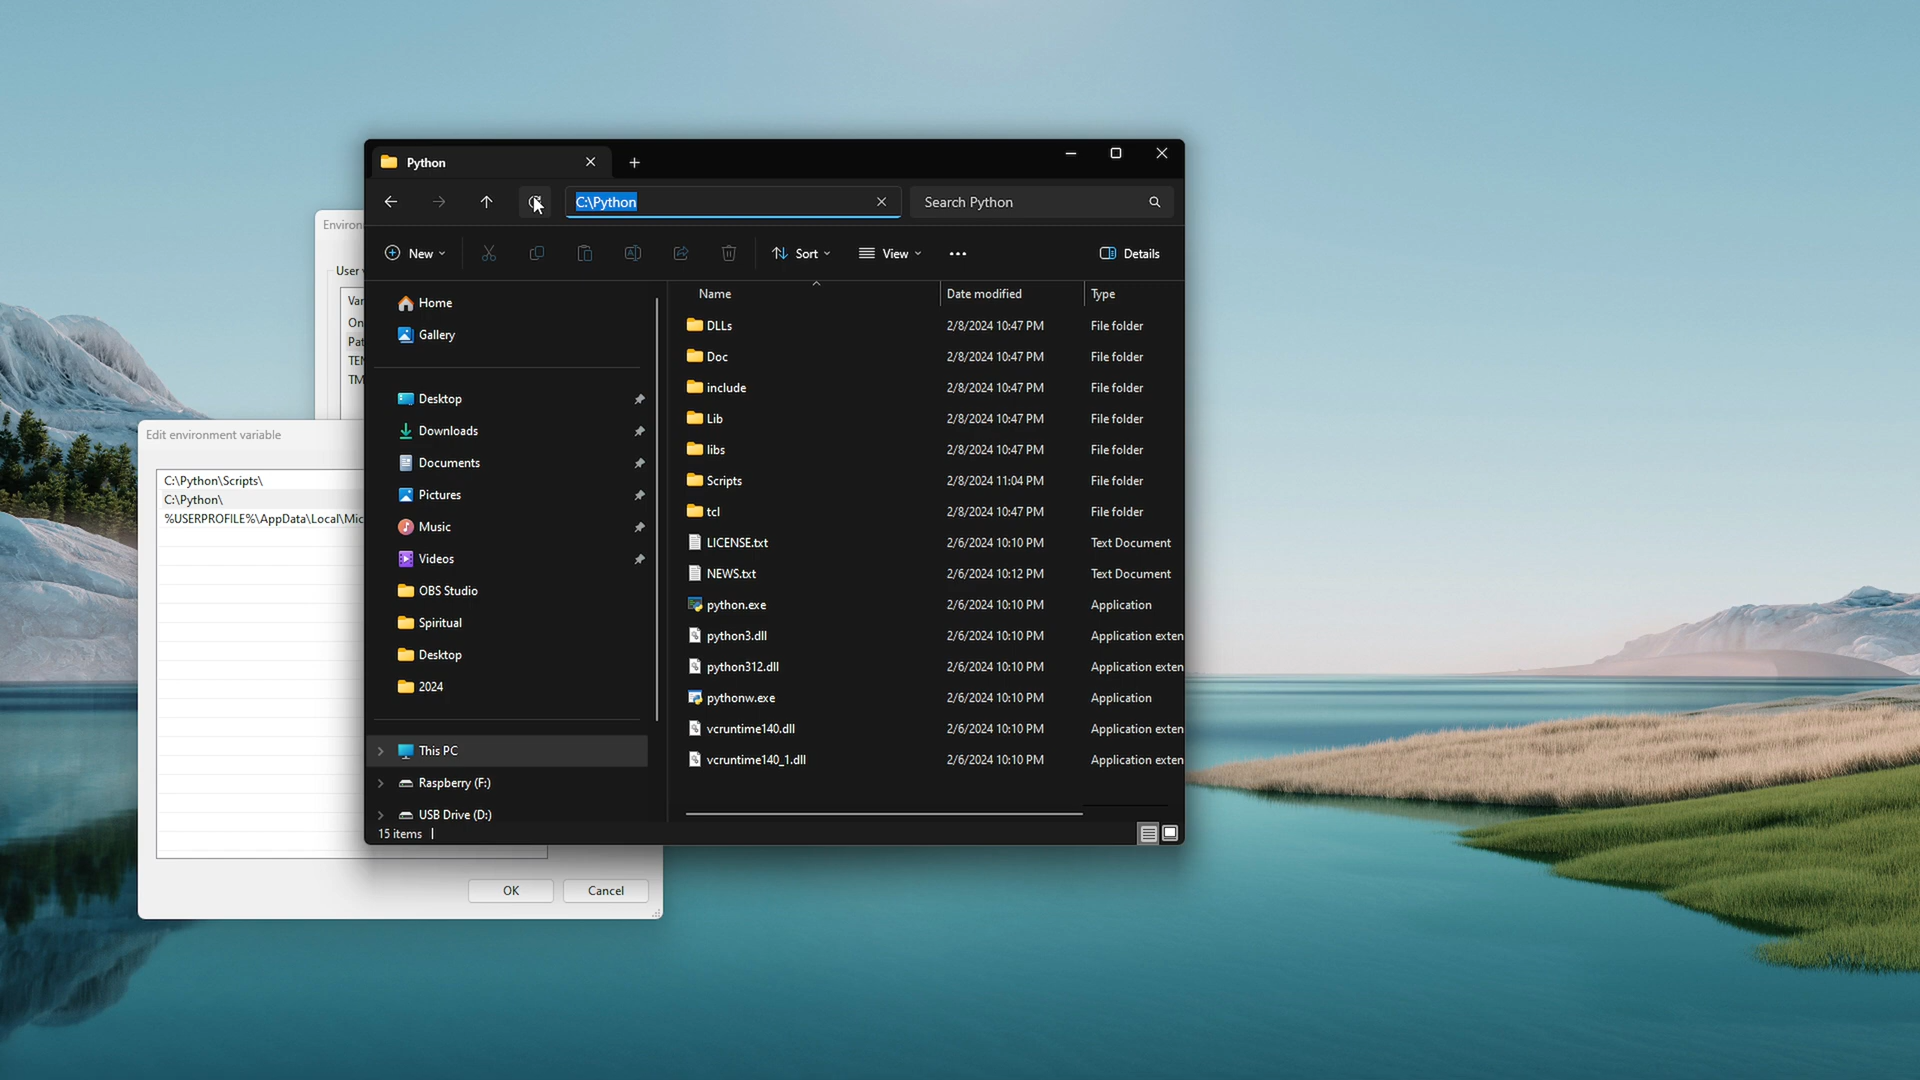 Python
C:\Python
Search Python
New
Sort
View
Details
Home
Gallery
Desktop
Downloads
Documents
Pictures
Music
Videos
OBS Studio
Spiritual
Desktop
2024
This PC
Raspberry (F:)
USB Drive (D:)
Name Date modified Type
DLLs 2/8/2024 10:47 PM File folder
Doc 2/8/2024 10:47 PM File folder
include 2/8/2024 10:47 PM File folder
Lib 2/8/2024 10:47 PM File folder
libs 2/8/2024 10:47 PM File folder
Scripts 2/8/2024 11:04 PM File folder
tcl 2/8/2024 10:47 PM File folder
LICENSE.txt 2/6/2024 10:10 PM Text Document
NEWS.txt 2/6/2024 10:12 PM Text Document
python.exe 2/6/2024 10:10 PM Application
python3.dll 2/6/2024 10:10 PM Application exten
python312.dll 2/6/2024 10:10 PM Application exten
pythonw.exe 2/6/2024 10:10 PM Application
vcruntime140.dll 2/6/2024 10:10 PM Application exten
vcruntime140_1.dll 2/6/2024 10:10 PM Application exten
15 items
Environ
User
Var
On
Pat
TEM
TM
Edit environment variable
C:\Python\Scripts\
C:\Python\
%USERPROFILE%\AppData\Local\Mic
OK
Cancel